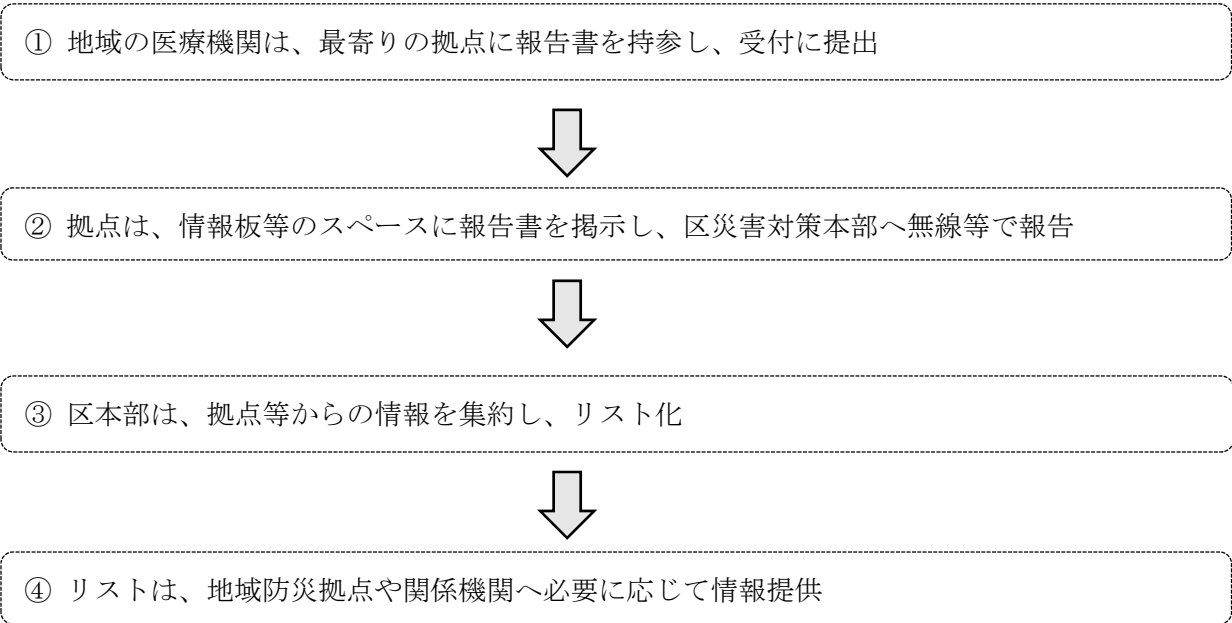 ① 地域の医療機関は、最寄りの拠点に報告書を持参し、受付に提出
② 拠点は、情報板等のスペースに報告書を掲示し、区災害対策本部へ無線等で報告
③ 区本部は、拠点等からの情報を集約し、リスト化
④ リストは、地域防災拠点や関係機関へ必要に応じて情報提供